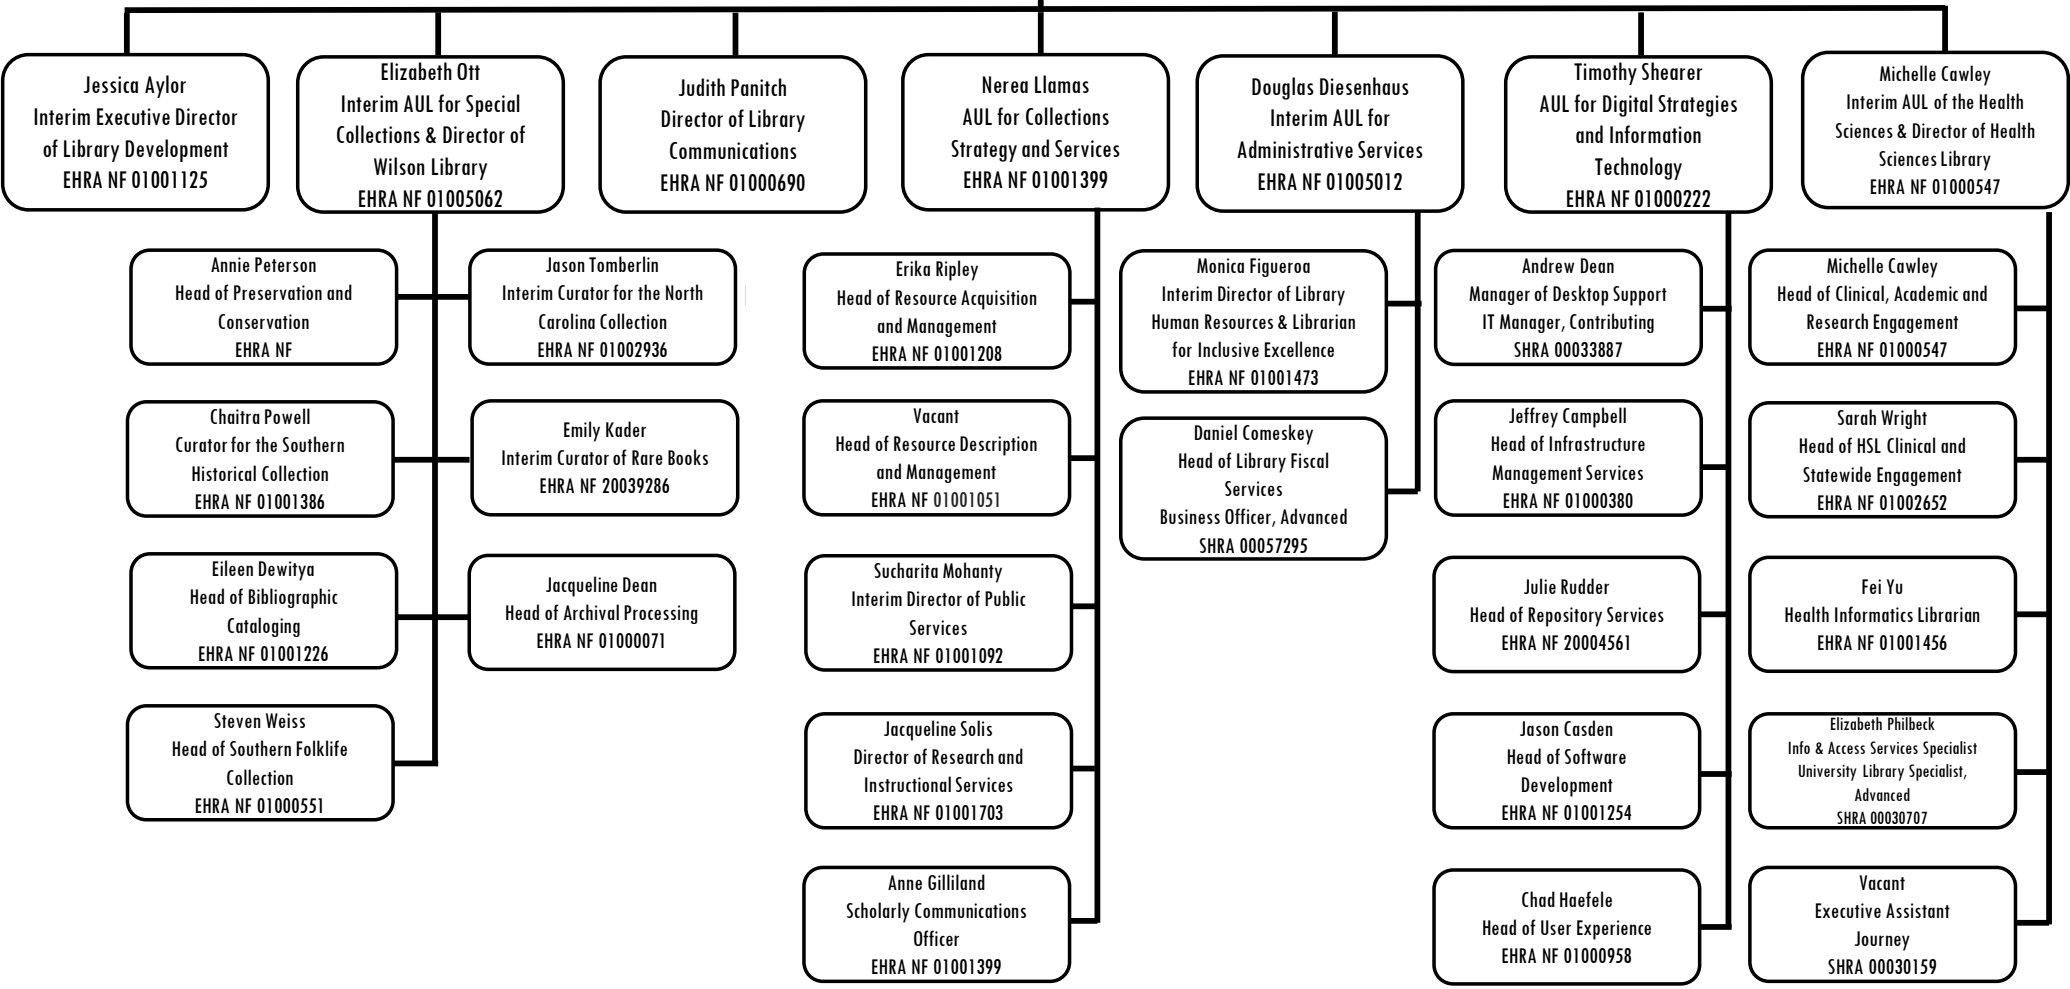 Jessica Aylor
Interim Executive Director
of Library Development
EHRA NF 01001125
Elizabeth Ott
Interim AUL for Special
Collections & Director of
Wilson Library
EHRA NF 01005062
Judith Panitch
Director of Library
Communications
EHRA NF 01000690
Nerea Llamas
AUL for Collections
Strategy and Services
EHRA NF 01001399
Douglas Diesenhaus
Interim AUL for
Administrative Services
EHRA NF 01005012
Timothy Shearer
AUL for Digital Strategies
and Information
Technology
EHRA NF 01000222
Michelle Cawley
Interim AUL of the Health
Sciences & Director of Health
Sciences Library
EHRA NF 01000547
Annie Peterson
Head of Preservation and
Conservation
EHRA NF
Jason Tomberlin
Interim Curator for the North
Carolina Collection
EHRA NF 01002936
Chaitra Powell
Curator for the Southern
Historical Collection
EHRA NF 01001386
Emily Kader
Interim Curator of Rare Books
EHRA NF 20039286
Eileen Dewitya
Head of Bibliographic
Cataloging
EHRA NF 01001226
Jacqueline Dean
Head of Archival Processing
EHRA NF 01000071
Steven Weiss
Head of Southern Folklife
Collection
EHRA NF 01000551
Erika Ripley
Head of Resource Acquisition
and Management
EHRA NF 01001208
Vacant
Head of Resource Description
and Management
EHRA NF 01001051
Sucharita Mohanty
Interim Director of Public
Services
EHRA NF 01001092
Jacqueline Solis
Director of Research and
Instructional Services
EHRA NF 01001703
Anne Gilliland
Scholarly Communications
Officer
EHRA NF 01001399
Monica Figueroa
Interim Director of Library
Human Resources & Librarian
for Inclusive Excellence
EHRA NF 01001473
Daniel Comeskey
Head of Library Fiscal
Services
Business Officer, Advanced
SHRA 00057295
Andrew Dean
Manager of Desktop Support
IT Manager, Contributing
SHRA 00033887
Jeffrey Campbell
Head of Infrastructure
Management Services
EHRA NF 01000380
Julie Rudder
Head of Repository Services
EHRA NF 20004561
Jason Casden
Head of Software
Development
EHRA NF 01001254
Chad Haefele
Head of User Experience
EHRA NF 01000958
Michelle Cawley
Head of Clinical, Academic and
Research Engagement
EHRA NF 01000547
Sarah Wright
Head of HSL Clinical and
Statewide Engagement
EHRA NF 01002652
Fei Yu
Health Informatics Librarian
EHRA NF 01001456
Elizabeth Philbeck
Info & Access Services Specialist
University Library Specialist,
Advanced
SHRA 00030707
Vacant
Executive Assistant
Journey
SHRA 00030159